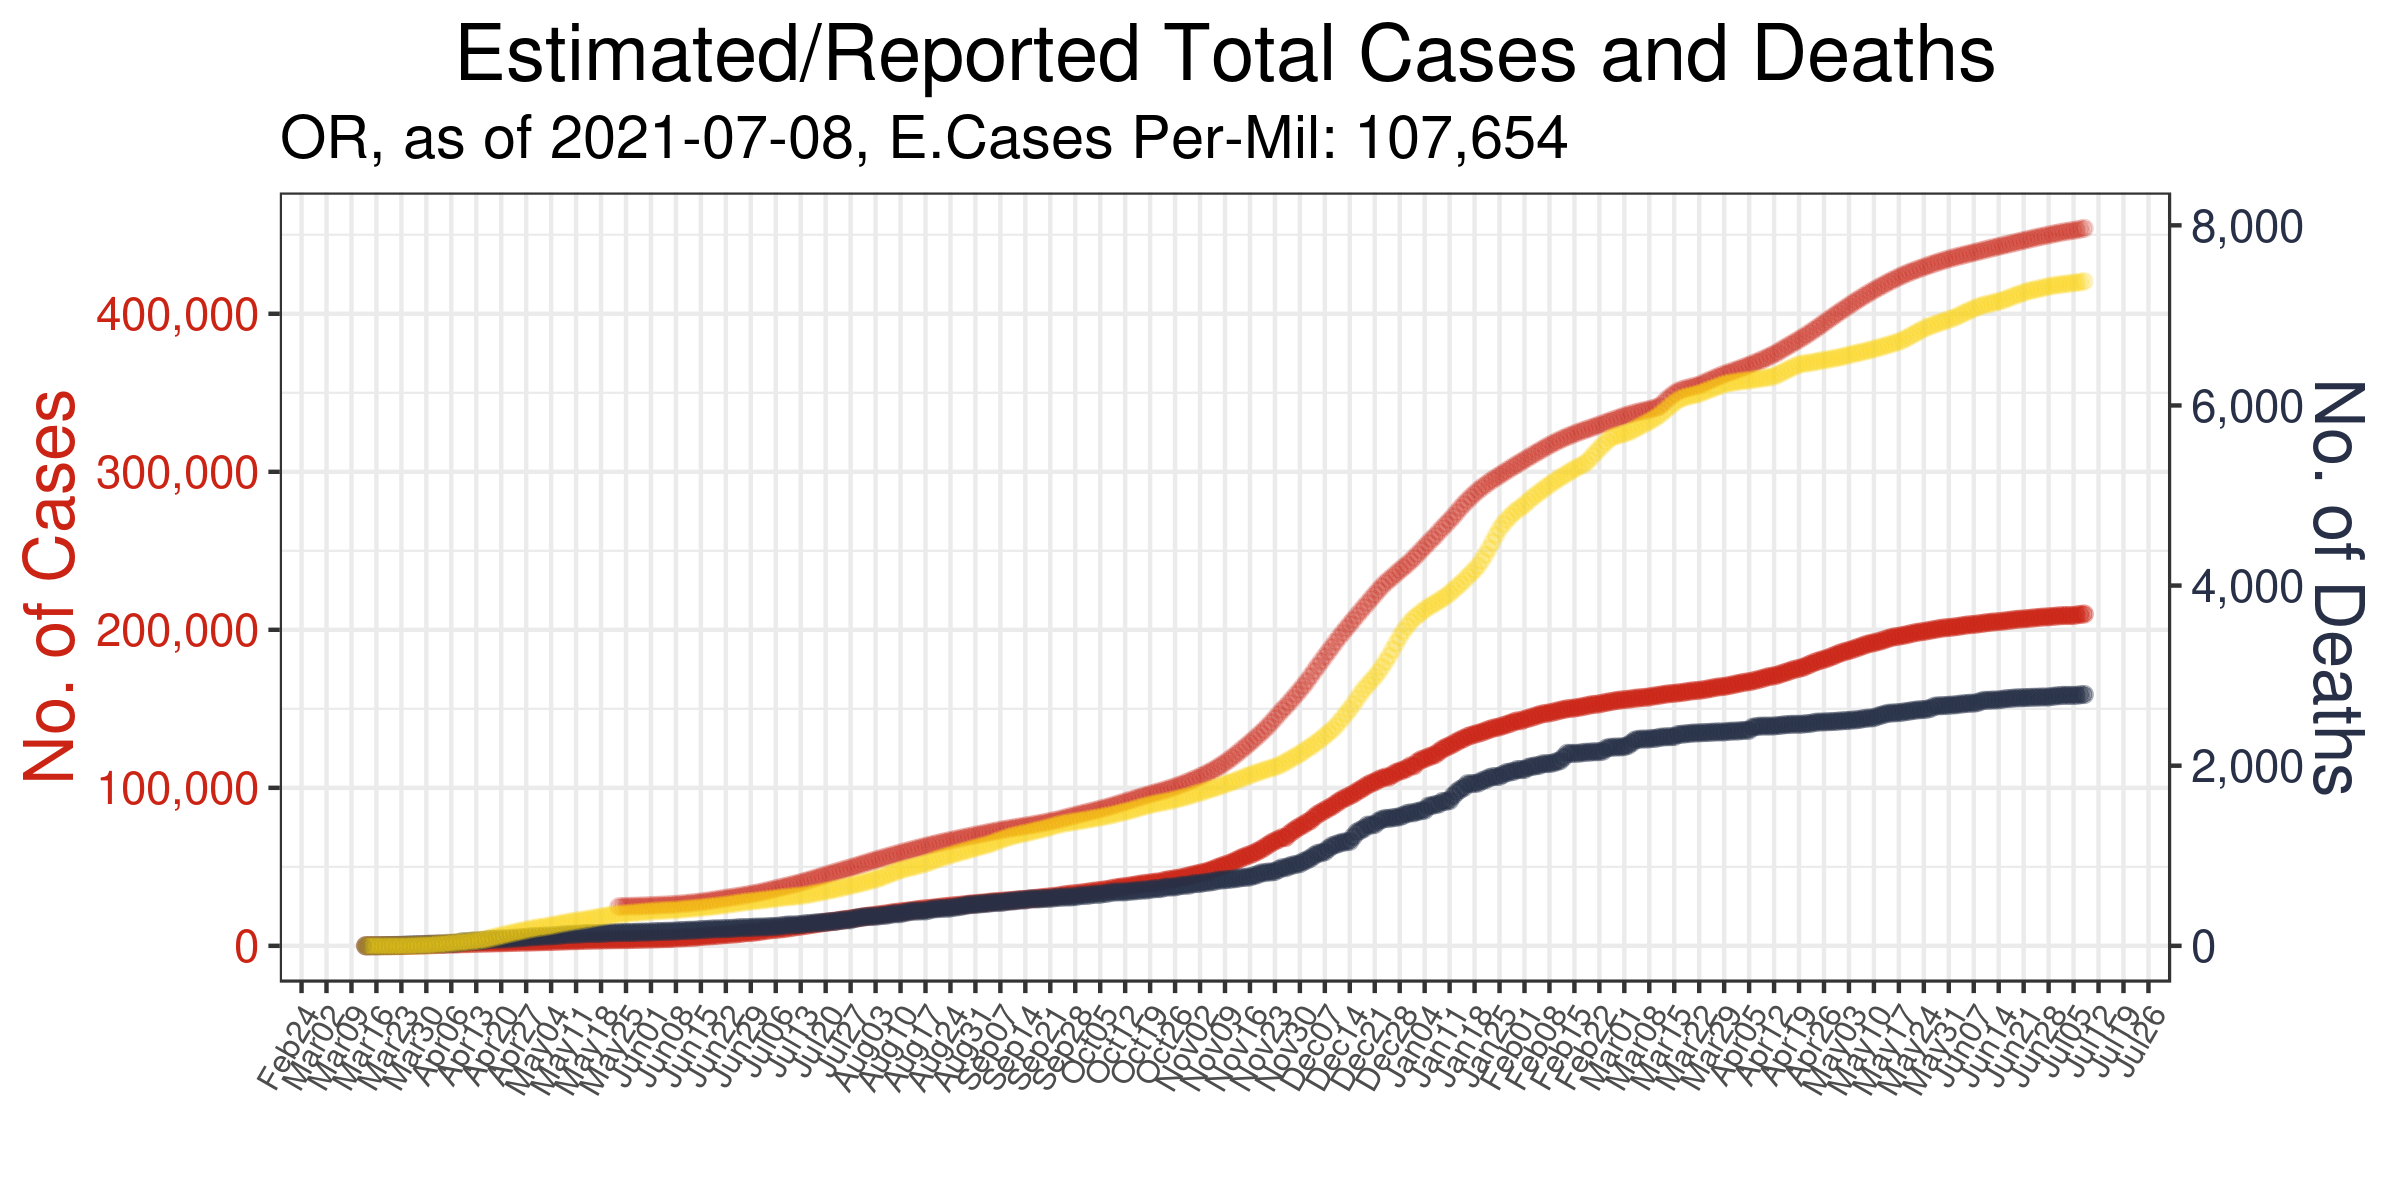 Estimated/Reported Total Cases and Deaths
OR, as of 2021-07-08, E.Cases Per-Mil: 107,654
No. of Cases
400,000
300,000
200,000
100,000
0
8,000
6,000
4,000
2,000
0
No. of Deaths
Feb24
Mar02
Mar09
Mar16
Mar23
Mar30
Apr06
Apr13
Apr20
Apr27
May04
May11
May18
May25
Jun01
Jun08
Jun15
Jun22
Jun29
Jul06
Jul13
Jul20
Jul27
Aug03
Aug10
Aug17
Aug24
Aug31
Sep07
Sep14
Sep21
Sep28
Oct05
Oct12
Oct19
Oct26
Nov02
Nov09
Nov16
Nov23
Nov30
Dec07
Dec14
Dec21
Dec28
Jan04
Jan11
Jan18
Jan25
Feb01
Feb08
Feb15
Feb22
Mar01
Mar08
Mar15
Mar22
Mar29
Apr05
Apr12
Apr19
Apr26
May03
May10
May17
May24
May31
Jun07
Jun14
Jun21
Jun28
Jul05
Jul12
Jul19
Jul26